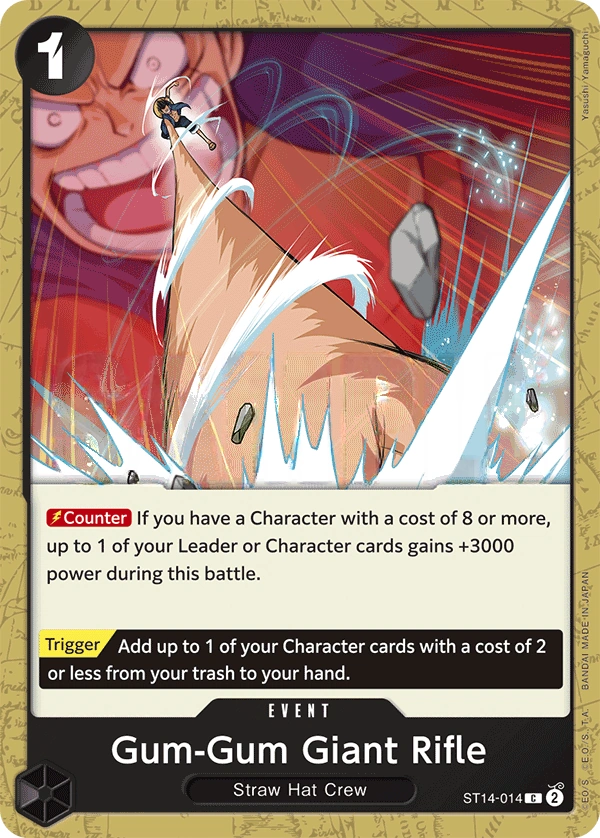 DLICHES EISMEER
1
Yasushi Yamaguchi
Counter If you have a Character with a cost of 8 or more,
up to 1 of your Leader or Character cards gains +3000
power during this battle.
Trigger Add up to 1 of your Character cards with a cost of 2
or less from your trash to your hand.
EVENT
Gum-Gum Giant Rifle
Straw Hat Crew
ST14-014 C 2
©E.O.S. ©E.O.S.,T.A. BANDAI MADE IN JAPAN